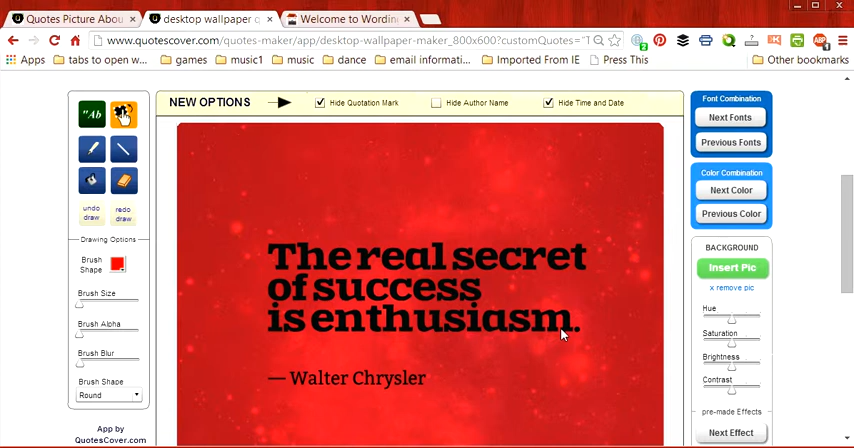 Quotes Picture Abou
desktop wallpaper q
Welcome to Wordin
www.quotescover.com/quotes-maker/app/desktop-wallpaper-maker_800x600?customQuotes="T
Apps
tabs to open w...
games
music1
music
dance
email informati...
Imported From IE
Press This
Other bookmarks
"Ab
NEW OPTIONS
Hide Quotation Mark
Hide Author Name
Hide Time and Date
undo draw
redo draw
Drawing Options
Brush Shape
Brush Size
Brush Alpha
Brush Blur
Brush Shape
Round
App by
QuotesCover.com
The real secret
of success
is enthusiasm.
— Walter Chrysler
Font Combination
Next Fonts
Previous Fonts
Color Combination
Next Color
Previous Color
BACKGROUND
Insert Pic
x remove pic
Hue
Saturation
Brightness
Contrast
pre-made Effects
Next Effect